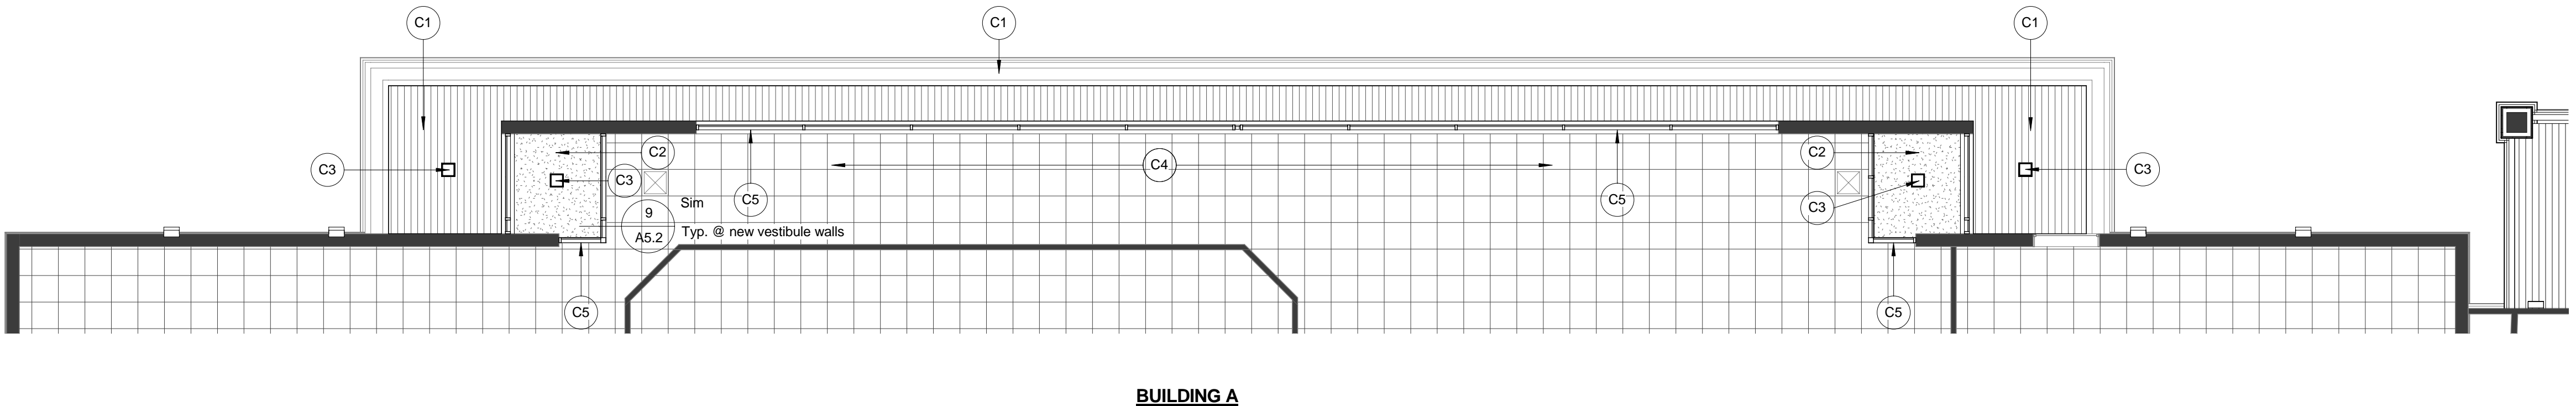 C1
C1
C1
C2
C2
C4
C3
C3
C3
C3
C5
C5
Sim
9
A5.2
Typ. @ new vestibule walls
C5
C5
BUILDING A